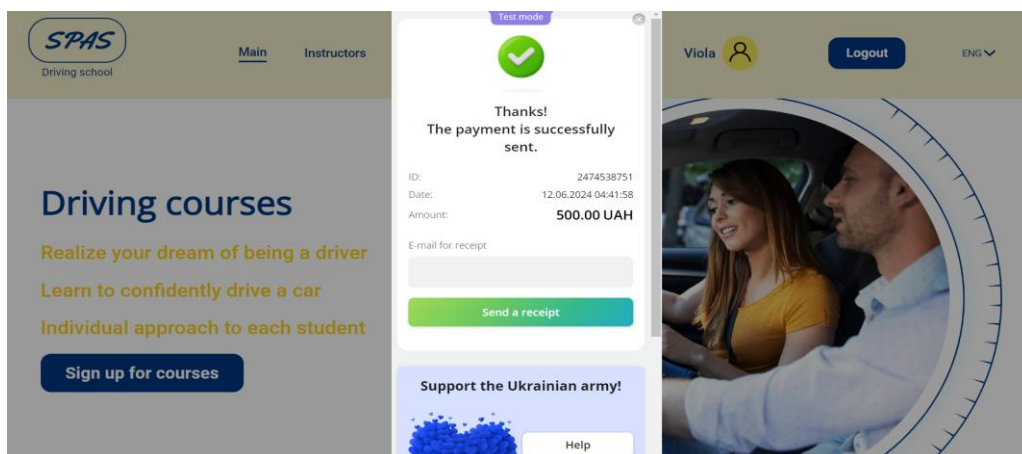 SPAS
Driving school
Main
Instructors
Viola
Logout
ENG
Driving courses
Realize your dream of being a driver
Learn to confidently drive a car
Individual approach to each student
Sign up for courses
Test mode
Thanks!
The payment is successfully
sent.
ID: 2474538751
Date: 12.06.2024 04:41:58
Amount: 500.00 UAH
E-mail for receipt
Send a receipt
Support the Ukrainian army!
Help